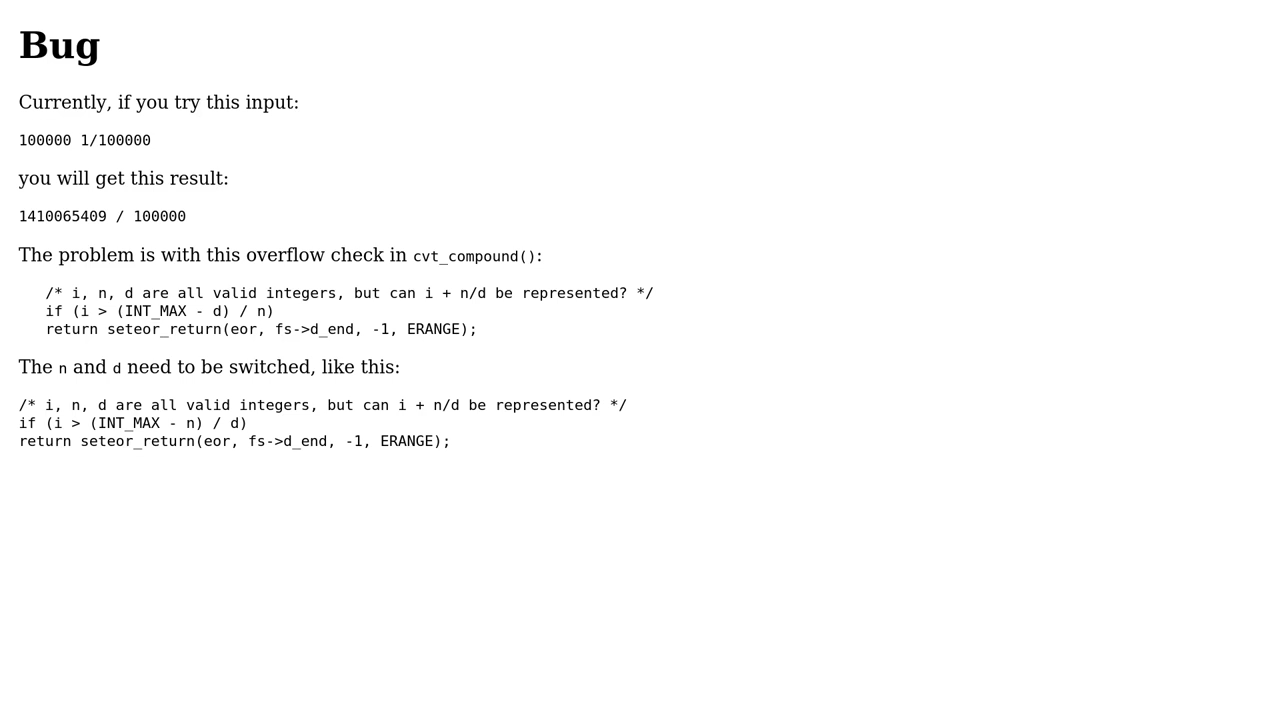 Bug
Currently, if you try this input:
100000 1/100000
you will get this result:
1410065409 / 100000
The problem is with this overflow check in cvt_compound():
/* i, n, d are all valid integers, but can i + n/d be represented? */
if (i > (INT_MAX - d) / n)
return seteor_return(eor, fs->d_end, -1, ERANGE);
The n and d need to be switched, like this:
/* i, n, d are all valid integers, but can i + n/d be represented? */
if (i > (INT_MAX - n) / d)
return seteor_return(eor, fs->d_end, -1, ERANGE);